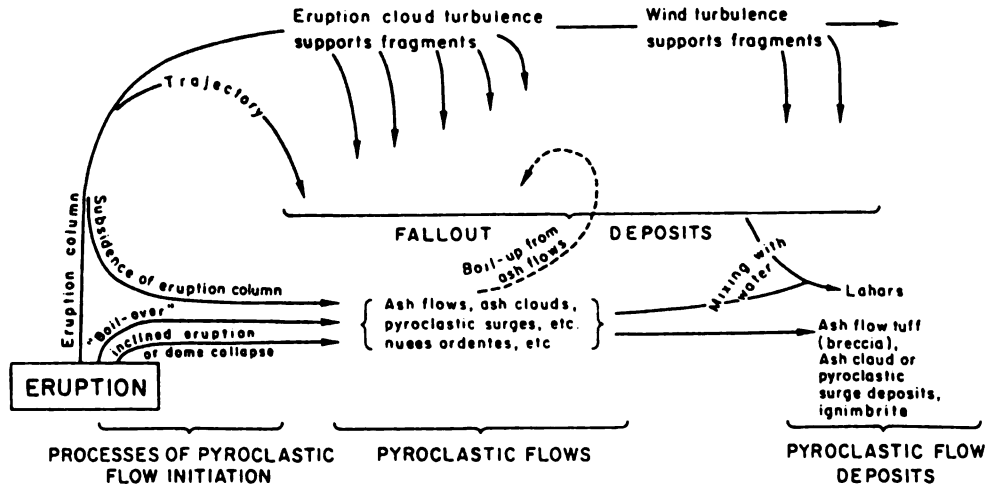 Eruption cloud turbulence
supports fragments
Wind turbulence
supports fragments
Trajectory
Eruption column
Subsidence of eruption column
"Boil-over"
inclined eruption
or dome collapse
ERUPTION
FALLOUT DEPOSITS
Boil-up from
ash flows
Mixing with
water
Lahars
Ash flows, ash clouds,
pyroclastic surges, etc.
nuees ordentes, etc
Ash flow tuff
(breccia),
Ash cloud or
pyroclastic
surge deposits,
ignimbrite
PROCESSES OF PYROCLASTIC
FLOW INITIATION
PYROCLASTIC FLOWS
PYROCLASTIC FLOW
DEPOSITS